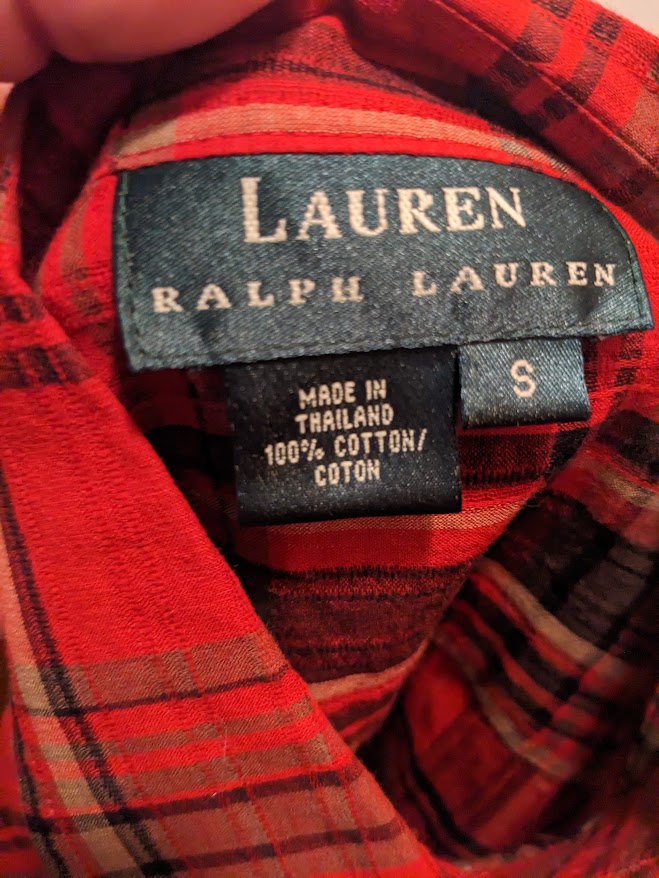 LAUREN
RALPH LAUREN
S
MADE IN
THAILAND
100% COTTON/
COTON